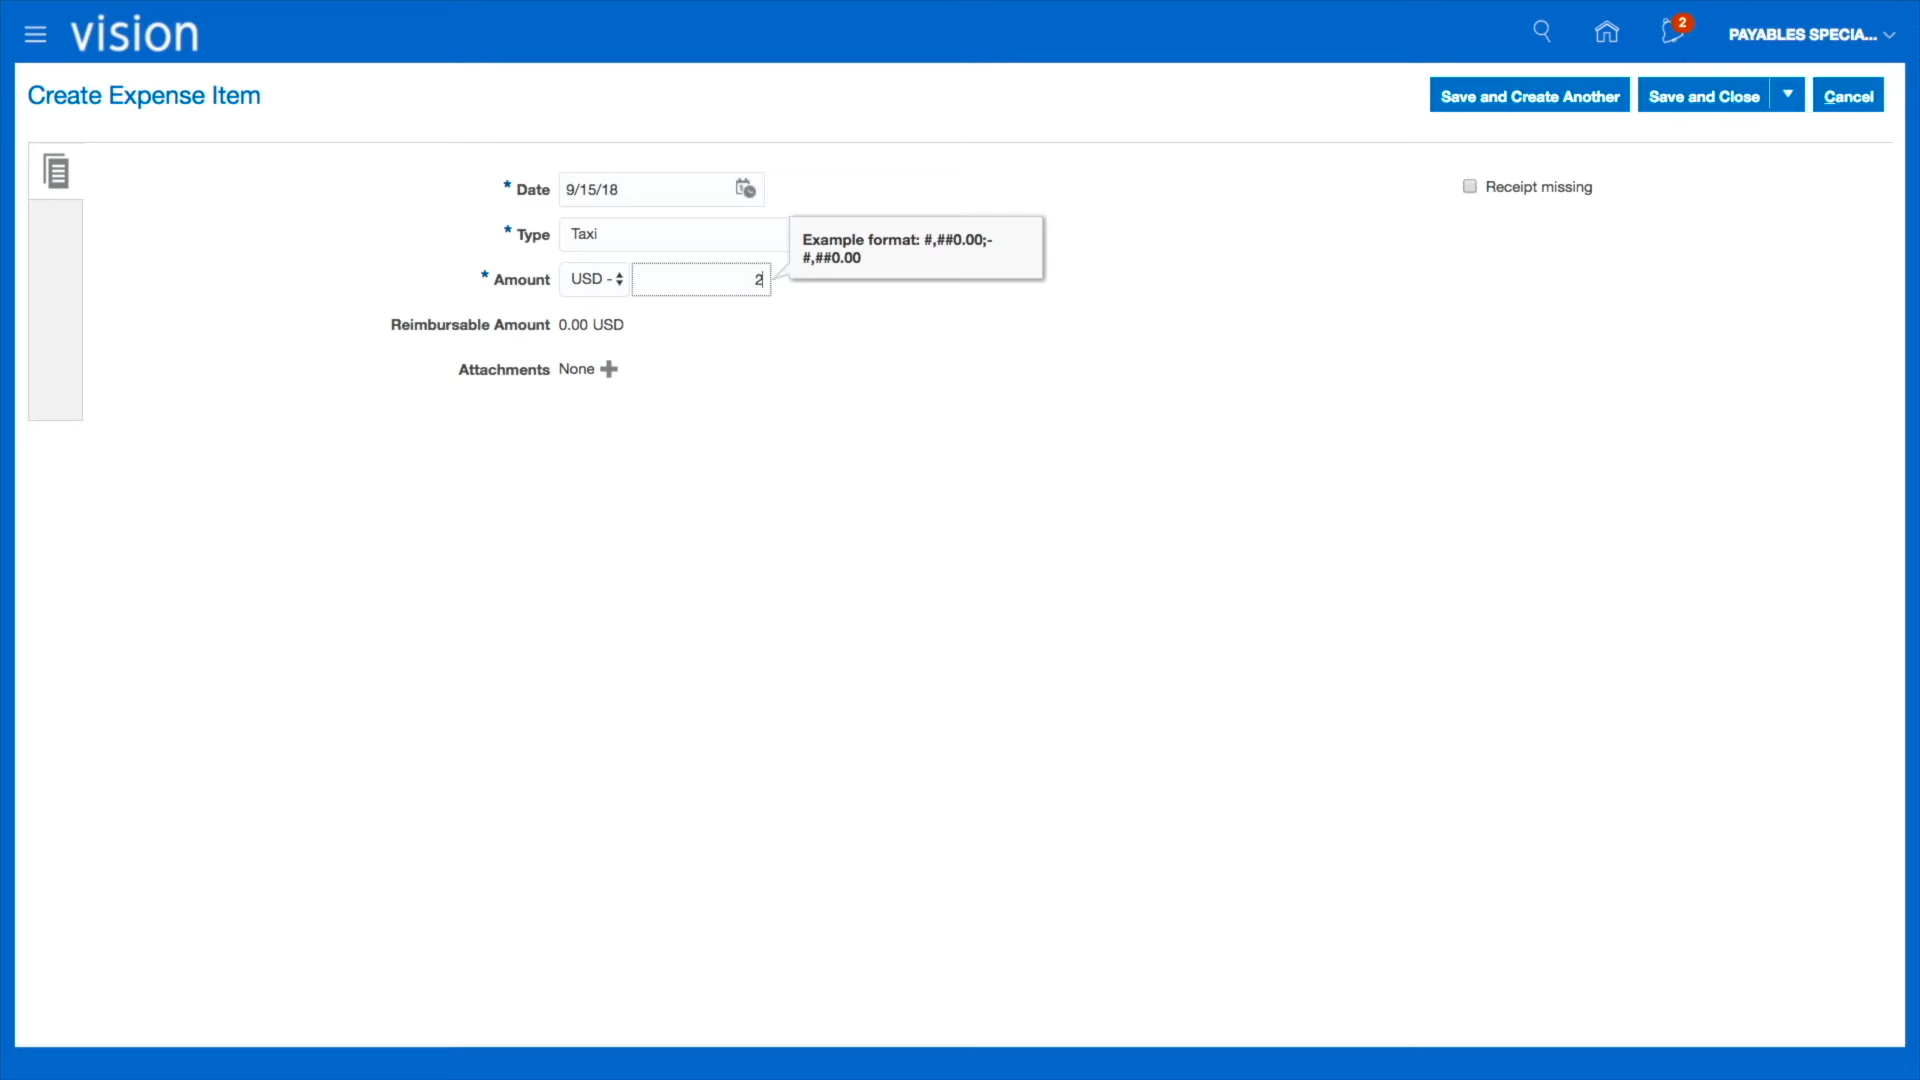 vision
2
PAYABLES SPECIA...
Create Expense Item
Save and Create Another
Save and Close
Cancel
* Date 9/15/18
Receipt missing
* Type Taxi
Example format: #,##0.00;-
#,##0.00
* Amount USD - 2
Reimbursable Amount 0.00 USD
Attachments None